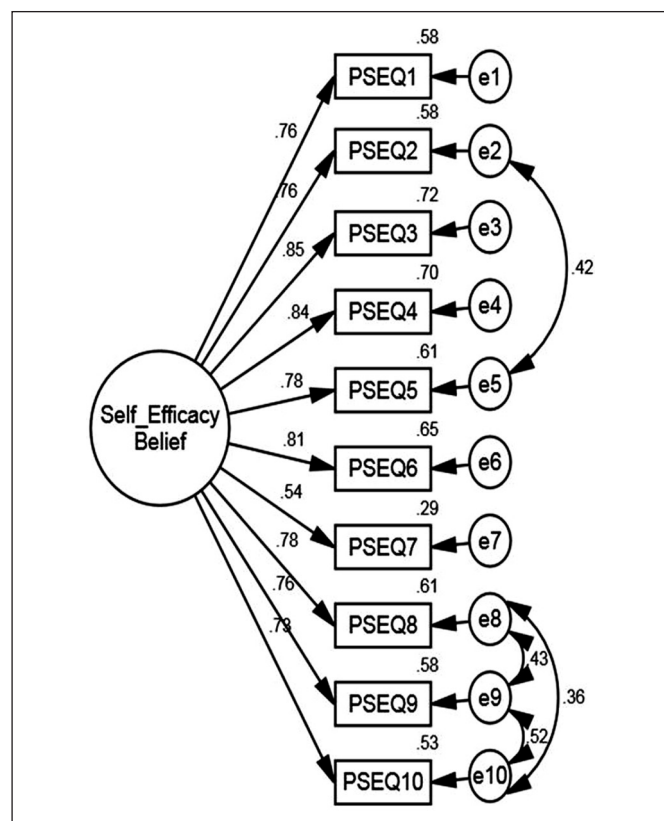 .58
PSEQ1
e1
.76
.58
PSEQ2
e2
.76
.72
PSEQ3
e3
.85
.70
PSEQ4
e4
.84
.42
.61
PSEQ5
e5
.78
Self_Efficacy
Belief
.65
PSEQ6
e6
.81
.29
PSEQ7
e7
.54
.61
PSEQ8
e8
.78
.43
.58
PSEQ9
e9
.76
.36
.52
.53
PSEQ10
e10
.73